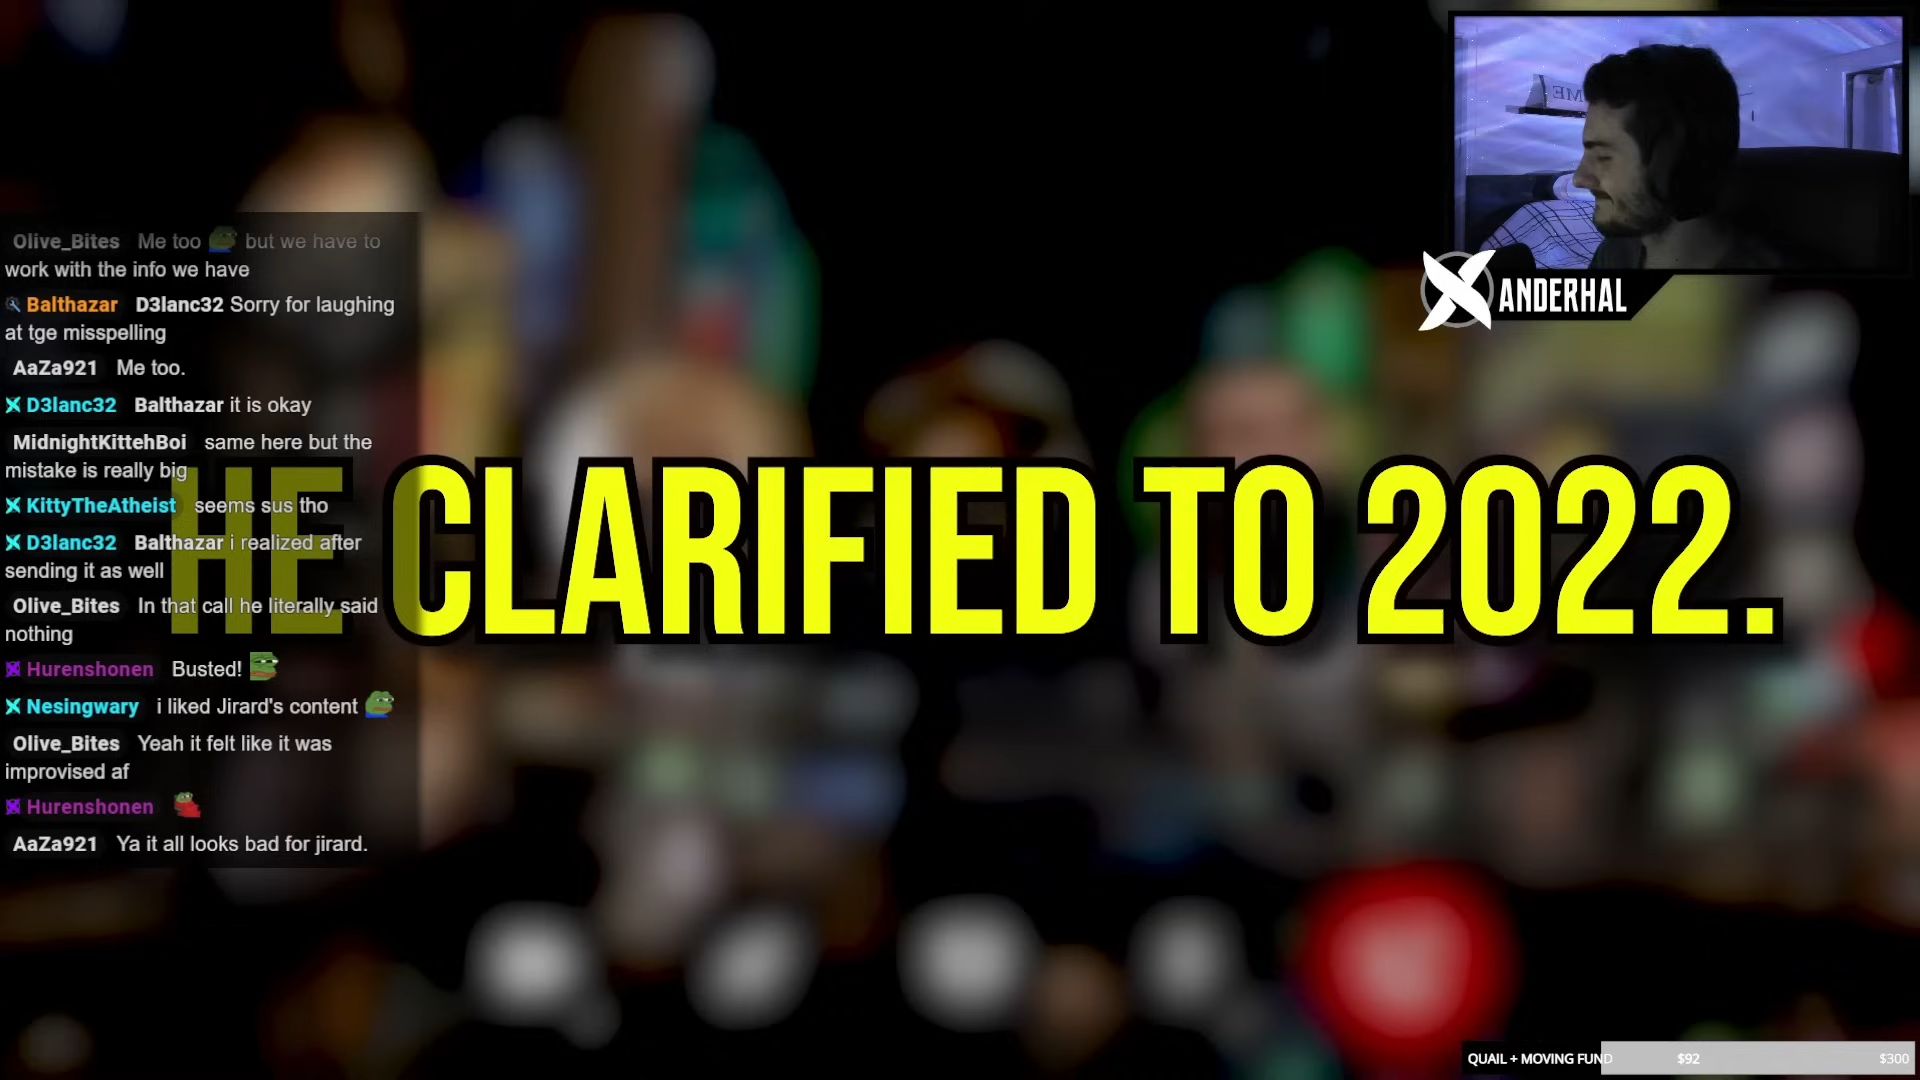 Olive_Bites Me too but we have to
work with the info we have
Balthazar D3lanc32 Sorry for laughing
at tge misspelling
AaZa921 Me too.
D3lanc32 Balthazar it is okay
MidnightKittehBoi same here but the
mistake is really big
KittyTheAtheist seems sus tho
D3lanc32 Balthazar i realized after
sending it as well
Olive_Bites In that call he literally said
nothing
Hurenshonen Busted!
Nesingwary i liked Jirard's content
Olive_Bites Yeah it felt like it was
improvised af
Hurenshonen
AaZa921 Ya it all looks bad for jirard.
HE CLARIFIED TO 2022.
ANDERHAL
QUAIL + MOVING FUND $92 $300